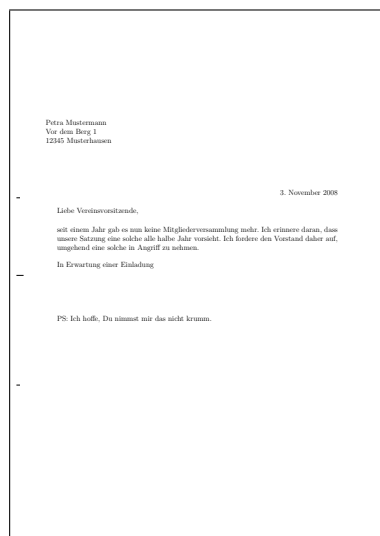 Petra Mustermann
Vor dem Berg 1
12345 Musterhausen
3. November 2008
Liebe Vereinsvorsitzende,
seit einem Jahr gab es nun keine Mitgliederversammlung mehr. Ich erinnere daran, dass
unsere Satzung eine solche alle halbe Jahr vorsieht. Ich fordere den Vorstand daher auf,
umgehend eine solche in Angriff zu nehmen.
In Erwartung einer Einladung
PS: Ich hoffe, Du nimmst mir das nicht krumm.